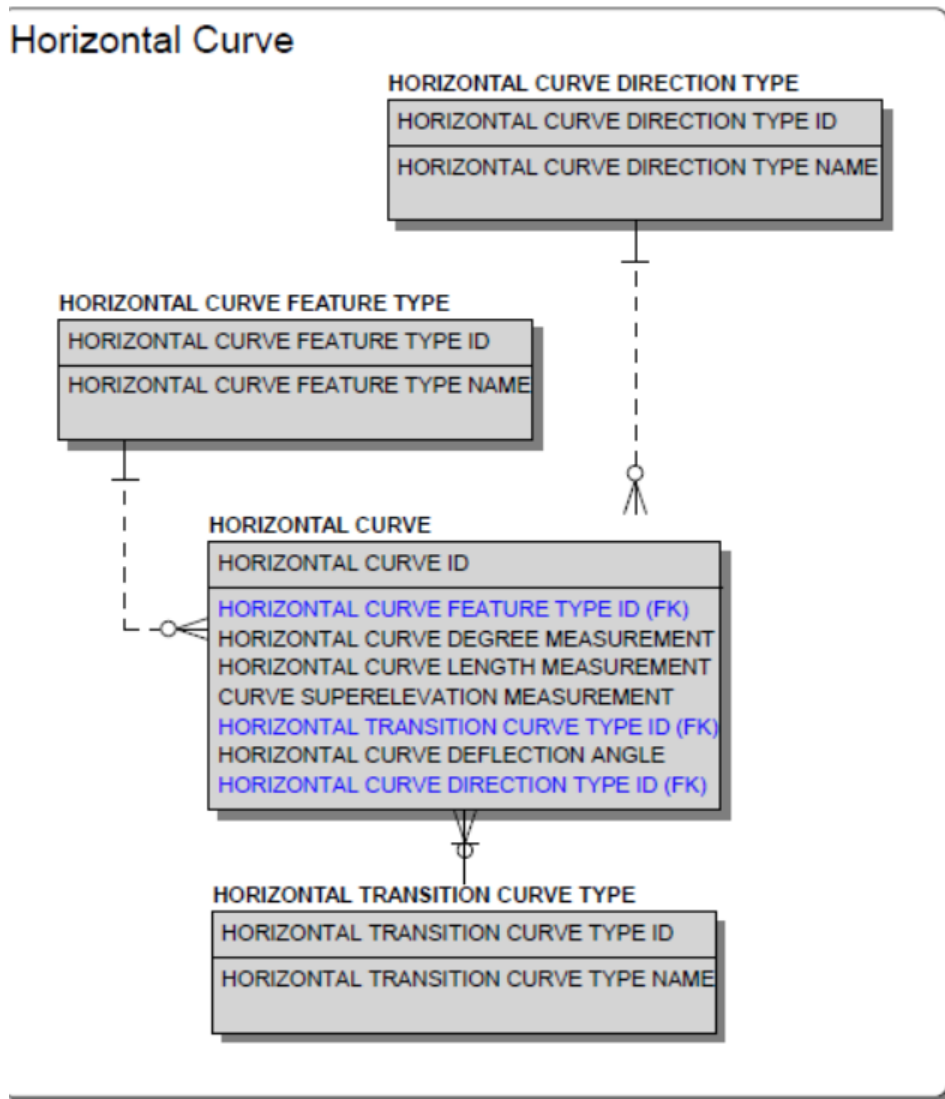 Horizontal Curve
HORIZONTAL CURVE DIRECTION TYPE
HORIZONTAL CURVE DIRECTION TYPE ID
HORIZONTAL CURVE DIRECTION TYPE NAME
HORIZONTAL CURVE FEATURE TYPE
HORIZONTAL CURVE FEATURE TYPE ID
HORIZONTAL CURVE FEATURE TYPE NAME
HORIZONTAL CURVE
HORIZONTAL CURVE ID
HORIZONTAL CURVE FEATURE TYPE ID (FK)
HORIZONTAL CURVE DEGREE MEASUREMENT
HORIZONTAL CURVE LENGTH MEASUREMENT
CURVE SUPERELEVATION MEASUREMENT
HORIZONTAL TRANSITION CURVE TYPE ID (FK)
HORIZONTAL CURVE DEFLECTION ANGLE
HORIZONTAL CURVE DIRECTION TYPE ID (FK)
HORIZONTAL TRANSITION CURVE TYPE
HORIZONTAL TRANSITION CURVE TYPE ID
HORIZONTAL TRANSITION CURVE TYPE NAME